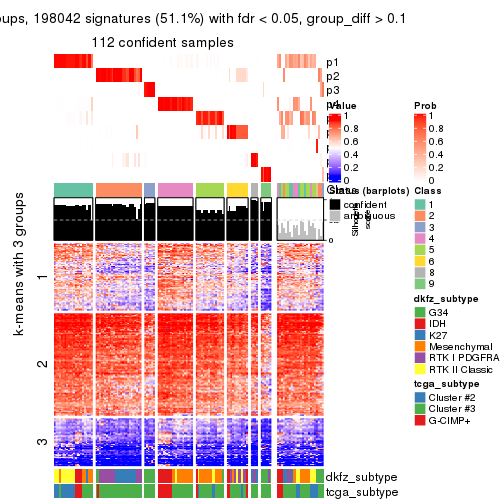 oups, 198042 signatures (51.1%) with fdr < 0.05, group_diff > 0.1
112 confident samples
p1
p2
p3
Value
1
0.8
0.6
0.4
0.2
0
Prob
1
0.8
0.6
0.4
0.2
0
Status (barplots)
confident
ambiguous
Class
1
2
3
4
5
6
8
9
dkfz_subtype
G34
IDH
K27
Mesenchymal
RTK I PDGFRA
RTK II Classic
tcga_subtype
Cluster #2
Cluster #3
G-CIMP+
k-means with 3 groups
1
2
3
dkfz_subtype
tcga_subtype